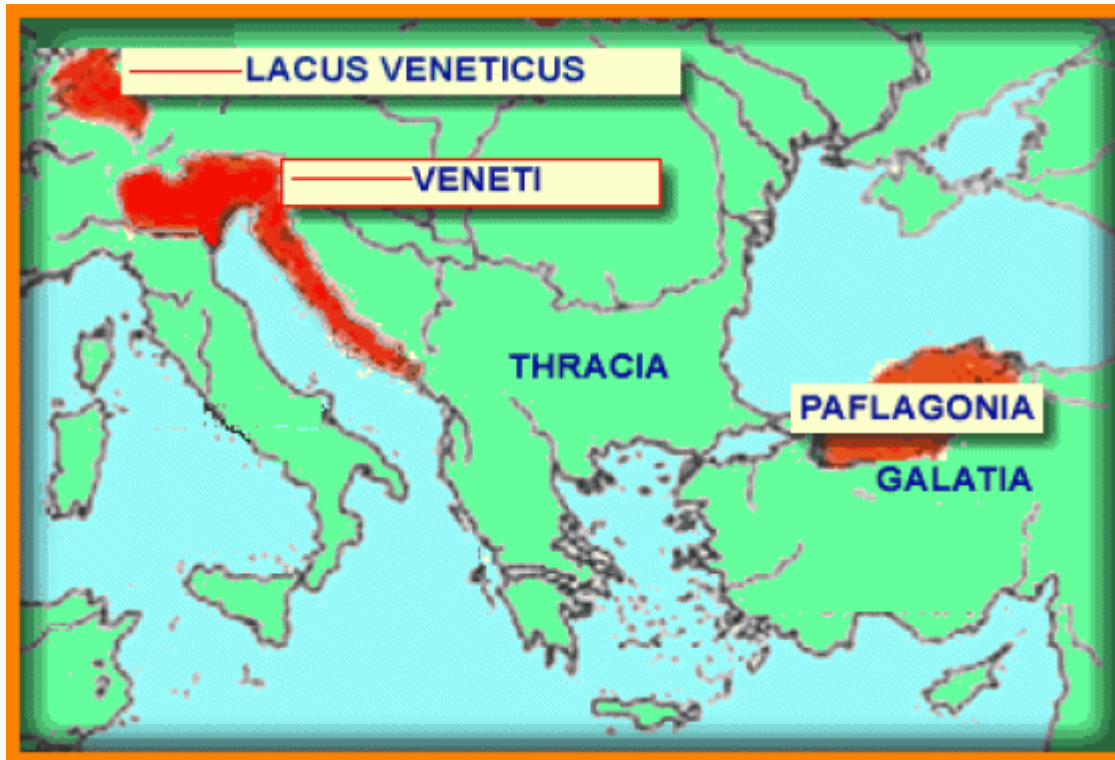 LACUS VENETICUS
VENETI
THRACIA
PAFLAGONIA
GALATIA